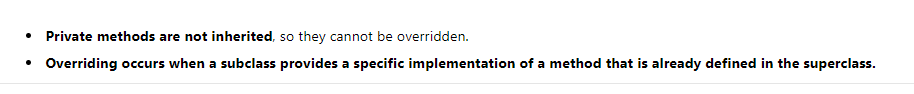 • Private methods are not inherited, so they cannot be overridden.
• Overriding occurs when a subclass provides a specific implementation of a method that is already defined in the superclass.